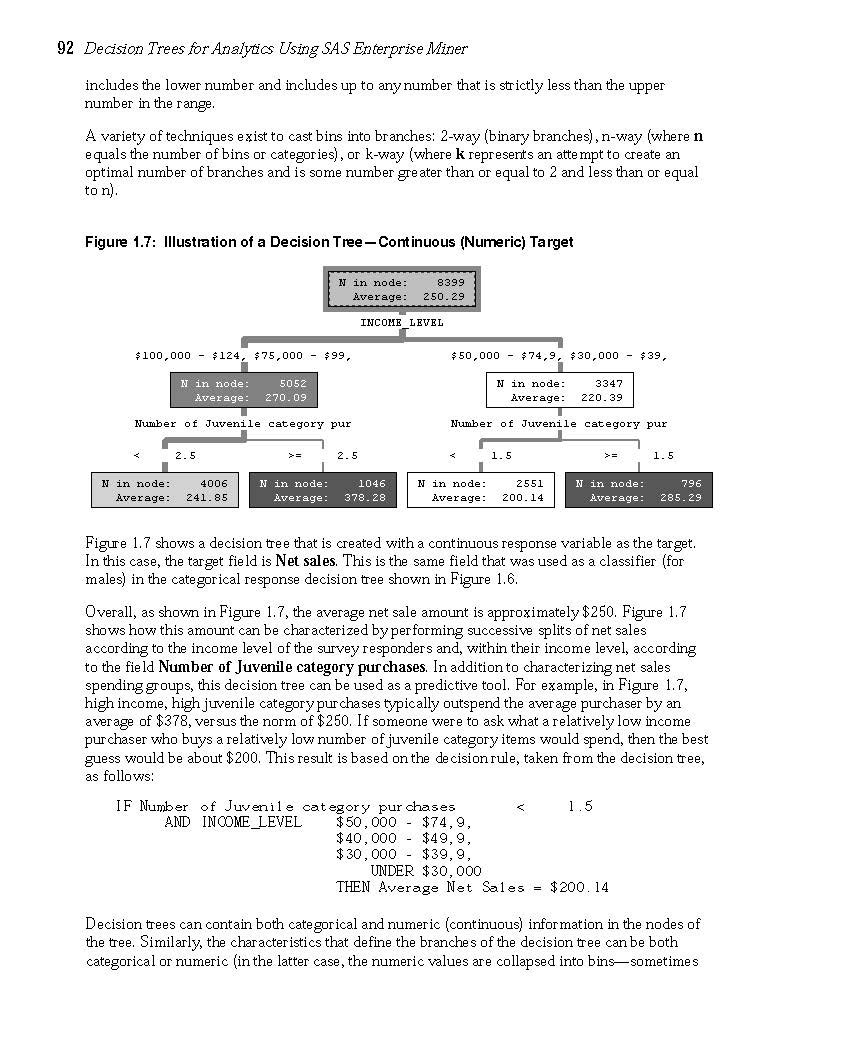 92 Decision Trees for Analytics Using SAS Enterprise Miner
includes the lower number and includes up to any number that is strictly less than the upper
number in the range.
A variety of techniques exist to cast bins into branches: 2-way (binary branches), n-way (where n
equals the number of bins or categories), or k-way (where k represents an attempt to create an
optimal number of branches and is some number greater than or equal to 2 and less than or equal
to n).
Figure 1.7: Illustration of a Decision Tree—Continuous (Numeric) Target
N in node: 8399
Average: 250.29
INCOME_LEVEL
$100,000 - $124, $75,000 - $99, $50,000 - $74,9, $30,000 - $39,
N in node: 5052 N in node: 3347
Average: 270.09 Average: 220.39
Number of Juvenile category pur Number of Juvenile category pur
< 2.5 >= 2.5 < 1.5 >= 1.5
N in node: 4006 N in node: 1046 N in node: 2551 N in node: 796
Average: 241.85 Average: 378.28 Average: 200.14 Average: 285.29
Figure 1.7 shows a decision tree that is created with a continuous response variable as the target.
In this case, the target field is Net sales. This is the same field that was used as a classifier (for
males) in the categorical response decision tree shown in Figure 1.6.
Overall, as shown in Figure 1.7, the average net sale amount is approximately $250. Figure 1.7
shows how this amount can be characterized by performing successive splits of net sales
according to the income level of the survey responders and, within their income level, according
to the field Number of Juvenile category purchases. In addition to characterizing net sales
spending groups, this decision tree can be used as a predictive tool. For example, in Figure 1.7,
high income, high juvenile category purchases typically outspend the average purchaser by an
average of $378, versus the norm of $250. If someone were to ask what a relatively low income
purchaser who buys a relatively low number of juvenile category items would spend, then the best
guess would be about $200. This result is based on the decision rule, taken from the decision tree,
as follows:
IF Number of Juvenile category purchases < 1.5
AND INCOME_LEVEL $50,000 - $74,9,
$40,000 - $49,9,
$30,000 - $39,9,
UNDER $30,000
THEN Average Net Sales = $200.14
Decision trees can contain both categorical and numeric (continuous) information in the nodes of
the tree. Similarly, the characteristics that define the branches of the decision tree can be both
categorical or numeric (in the latter case, the numeric values are collapsed into bins—sometimes